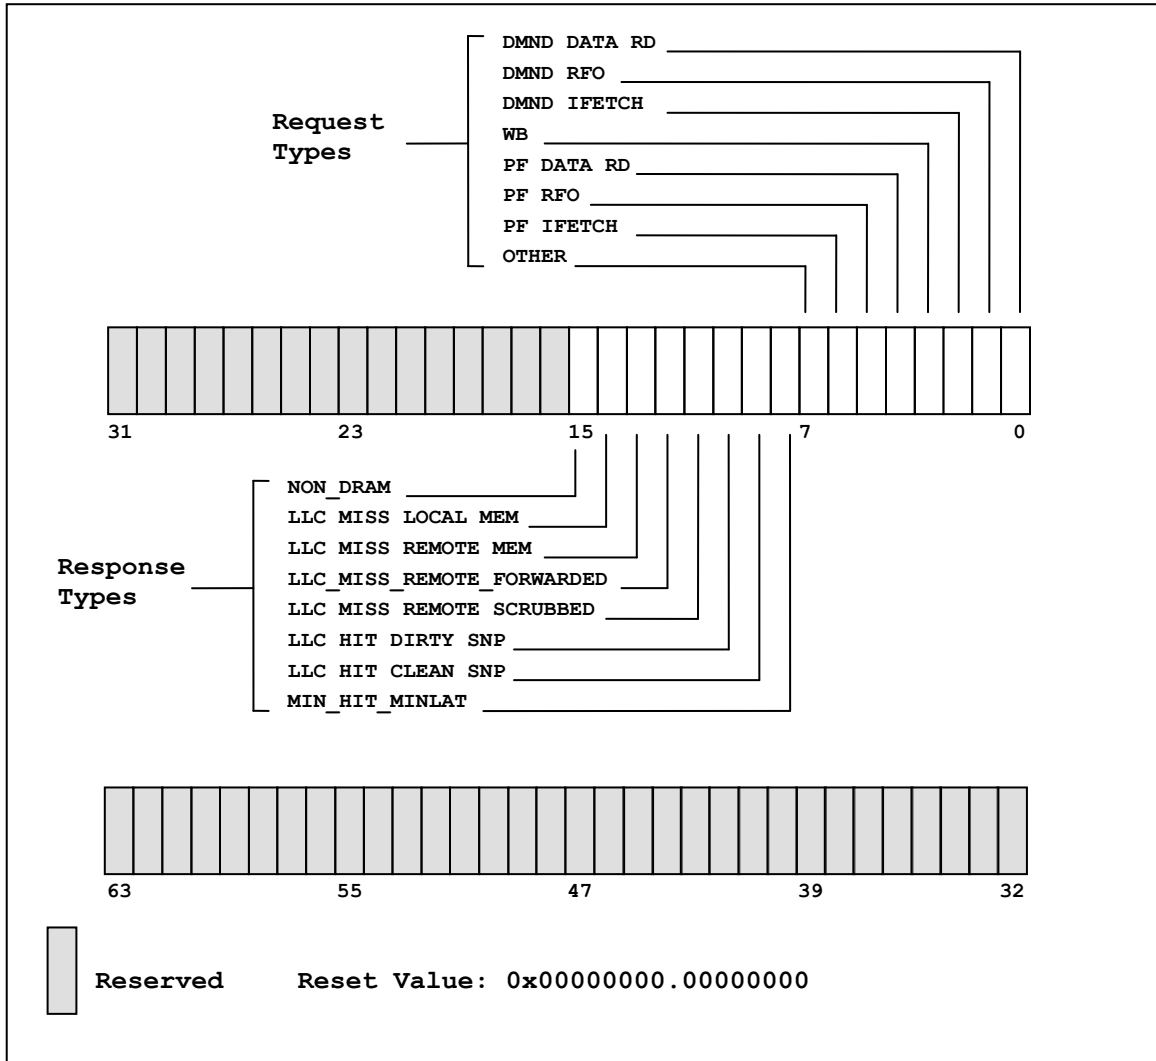 DMND DATA RD
DMND RFO
DMND IFETCH
WB
PF DATA RD
PF RFO
PF IFETCH
OTHER
Request
Types
31 23 15 7 0
NON_DRAM
LLC MISS LOCAL MEM
LLC MISS REMOTE MEM
LLC_MISS_REMOTE_FORWARDED
LLC MISS REMOTE SCRUBBED
LLC HIT DIRTY SNP
LLC HIT CLEAN SNP
MIN_HIT_MINLAT
Response
Types
63 55 47 39 32
Reserved Reset Value: 0x00000000.00000000